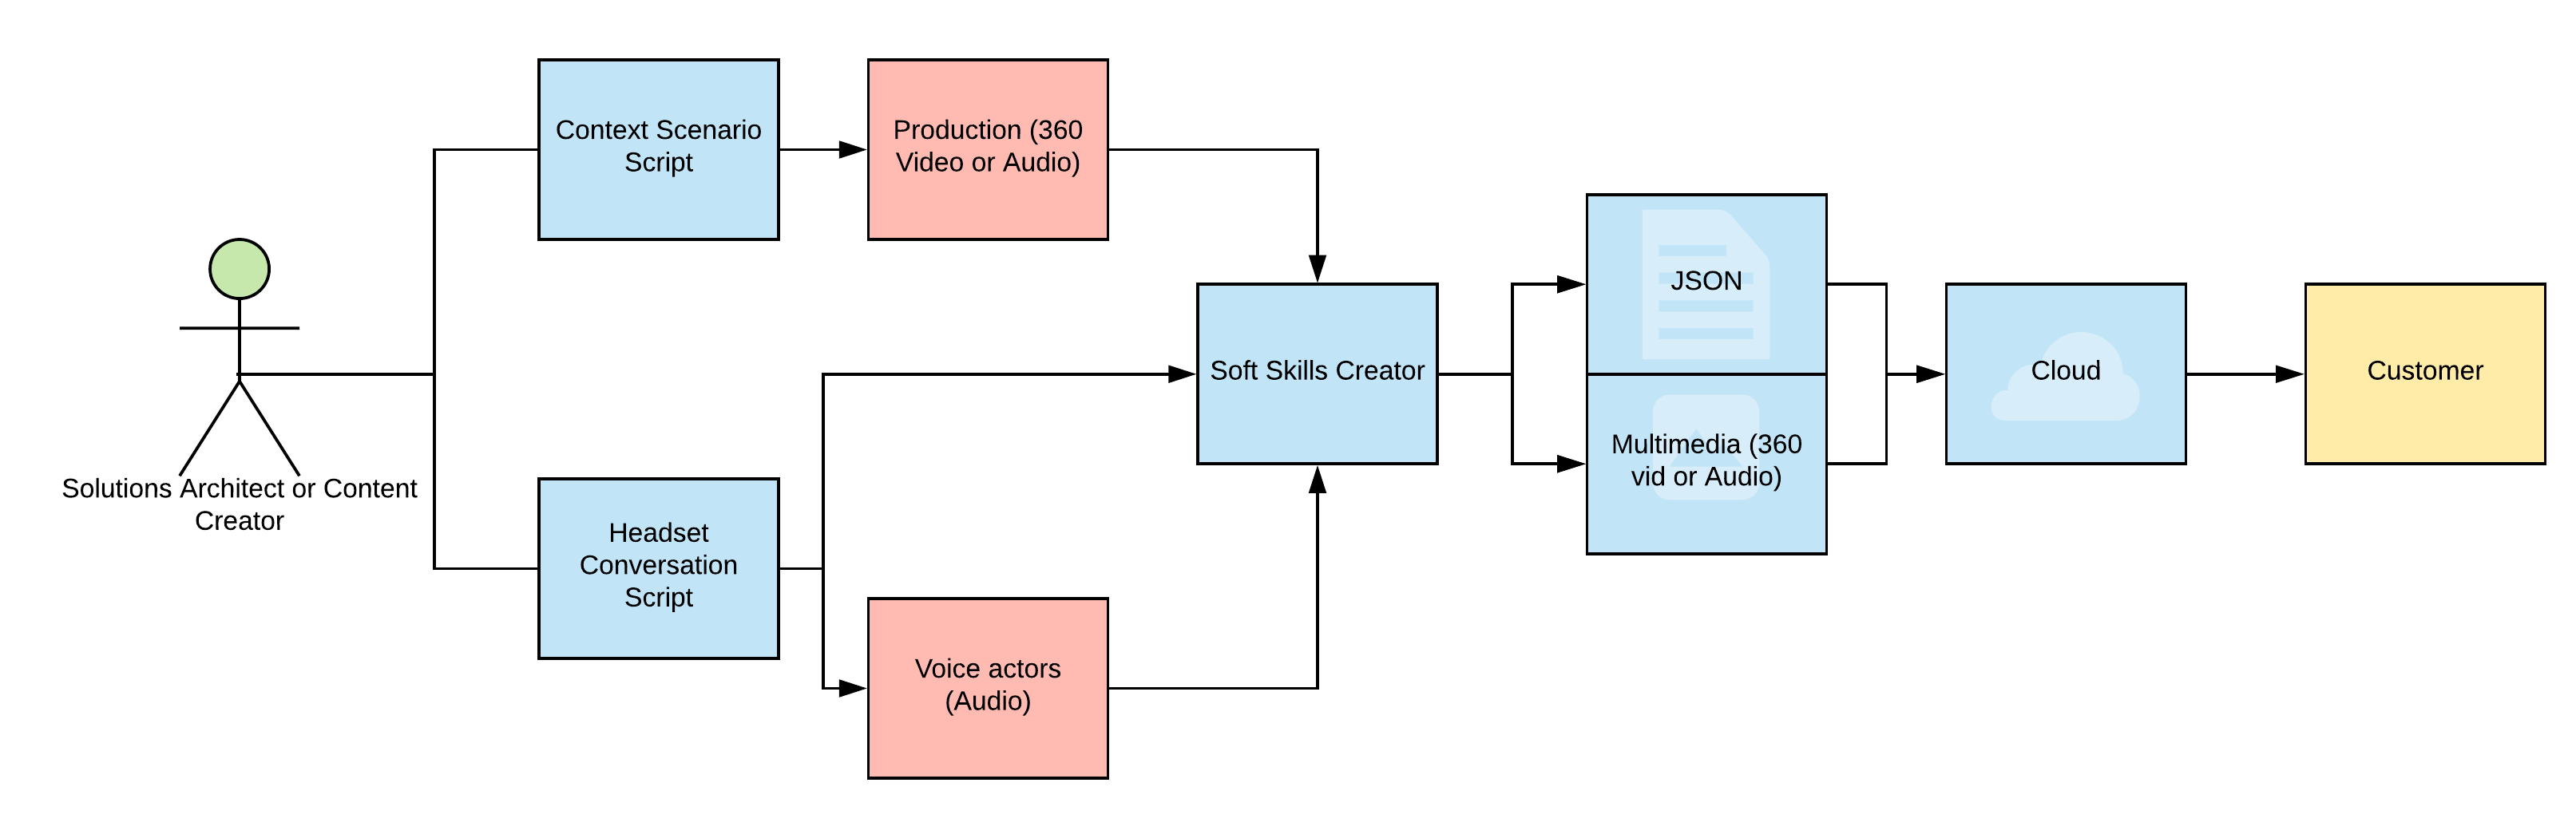 Context Scenario
Script
Production (360
Video or Audio)
Solutions Architect or Content
Creator
Headset
Conversation
Script
Voice actors
(Audio)
Soft Skills Creator
JSON
Multimedia (360
vid or Audio)
Cloud
Customer